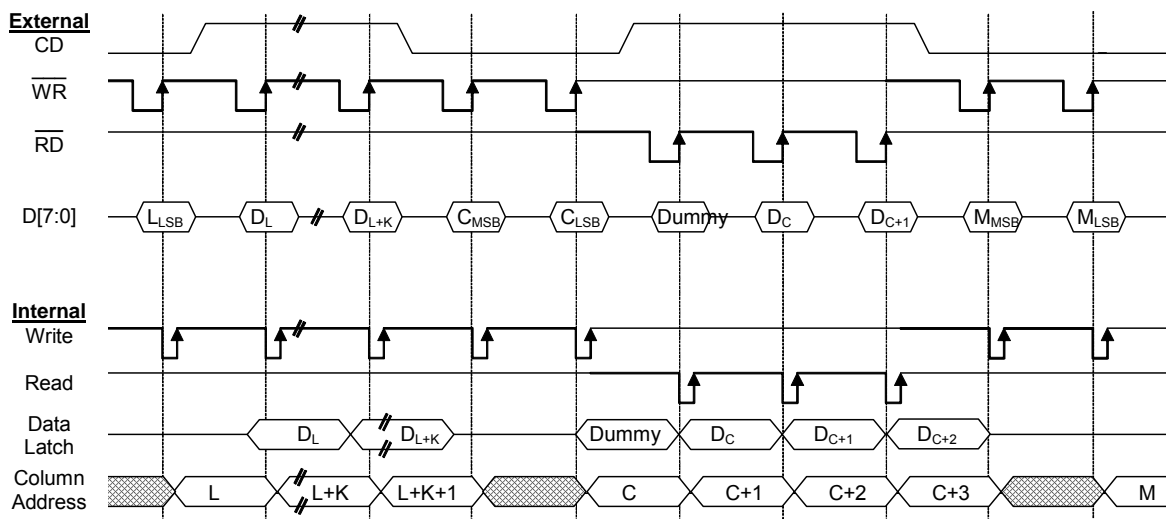 External
CD
WR
RD
D[7:0] LLSB DL DL+K CMSB CLSB Dummy DC DC+1 MMSB MLSB
Internal
Write
Read
Data
Latch
DL DL+K Dummy DC DC+1 DC+2
Column
Address
L L+K L+K+1 C C+1 C+2 C+3 M